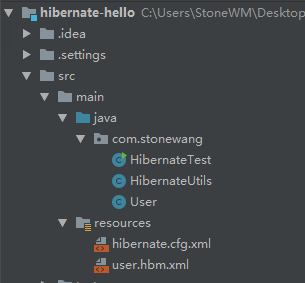 hibernate-hello C:\Users\StoneWM\Desktop
.idea
.settings
src
main
java
com.stonewang
HibernateTest
HibernateUtils
User
resources
hibernate.cfg.xml
user.hbm.xml